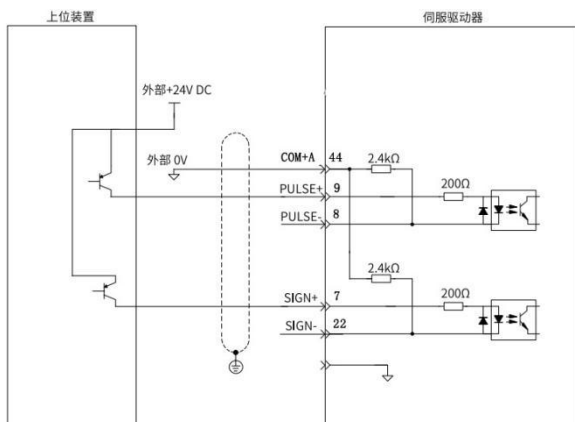 上位装置
伺服驱动器
外部+24V DC
外部 0V
COM+A 44
2.4kΩ
PULSE+ 9
200Ω
PULSE- 8
2.4kΩ
SIGN+ 7
200Ω
SIGN- 22